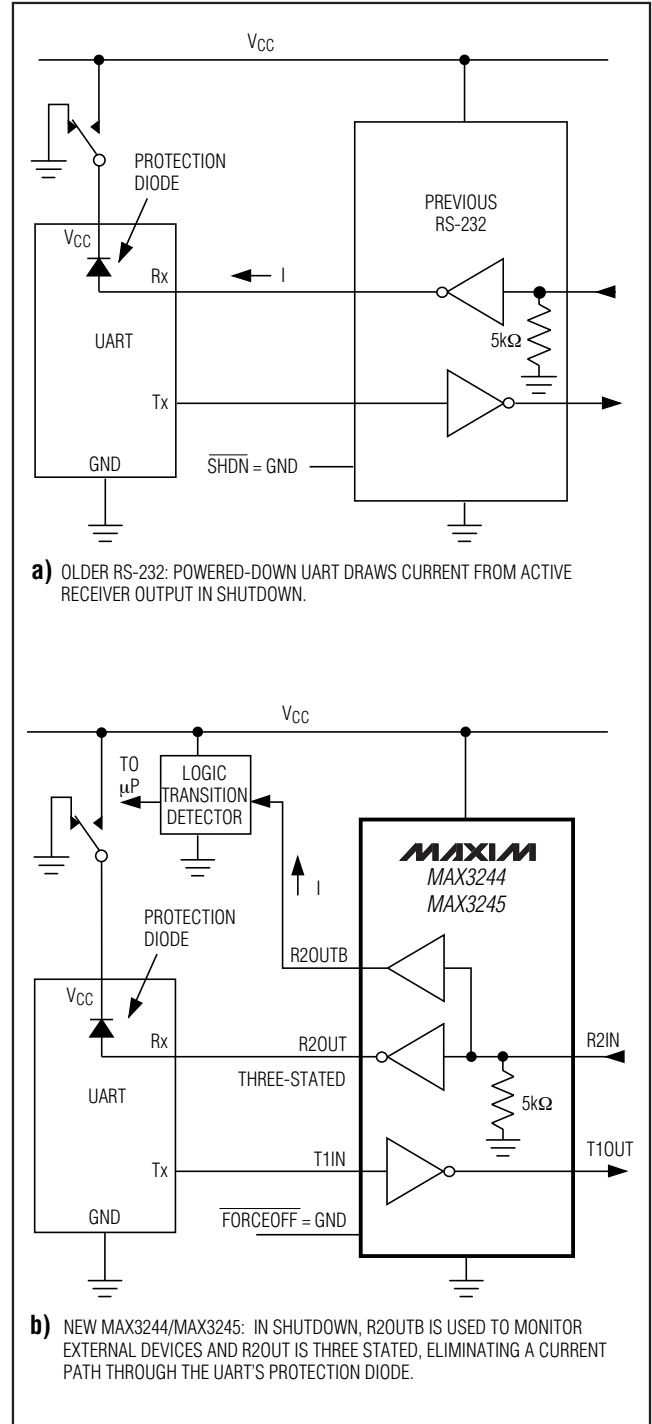 VCC
PROTECTION
DIODE
VCC
Rx
I
PREVIOUS
RS-232
UART
5kΩ
Tx
GND
SHDN = GND
a) OLDER RS-232: POWERED-DOWN UART DRAWS CURRENT FROM ACTIVE
RECEIVER OUTPUT IN SHUTDOWN.
VCC
TO
µP
LOGIC
TRANSITION
DETECTOR
MAXIM
MAX3244
MAX3245
I
PROTECTION
DIODE
R2OUTB
VCC
Rx
R2OUT
R2IN
THREE-STATED
UART
5kΩ
Tx
T1IN
T1OUT
GND
FORCEOFF = GND
b) NEW MAX3244/MAX3245: IN SHUTDOWN, R2OUTB IS USED TO MONITOR
EXTERNAL DEVICES AND R2OUT IS THREE STATED, ELIMINATING A CURRENT
PATH THROUGH THE UART'S PROTECTION DIODE.